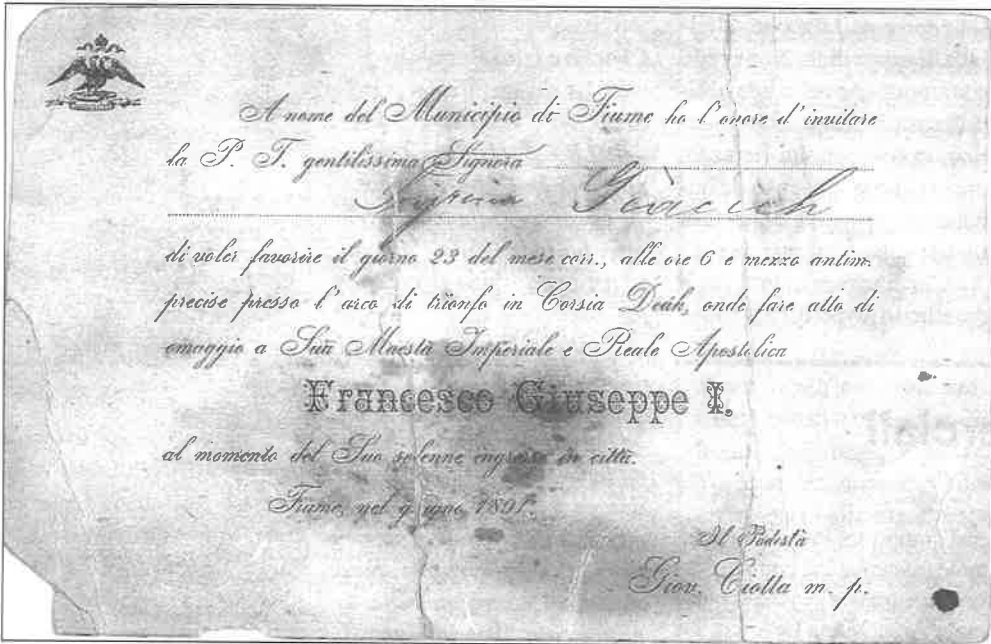 A nome del Municipio di Fiume ho l'onore d'invitare
la P. T. gentilissima Signora
di voler favorire il giorno 23 del mese corr., alle ore 6 e mezzo antim.
precise presso l'arco di trionfo in Corsia Deák, onde fare atto di
omaggio a Sua Maestà Imperiale e Reale Apostolica
Francesco Giuseppe I.
al momento del Suo solenne ingresso in città.
Fiume, nel giugno 1891.
Il Podestà
Giov. Ciotta m. p.